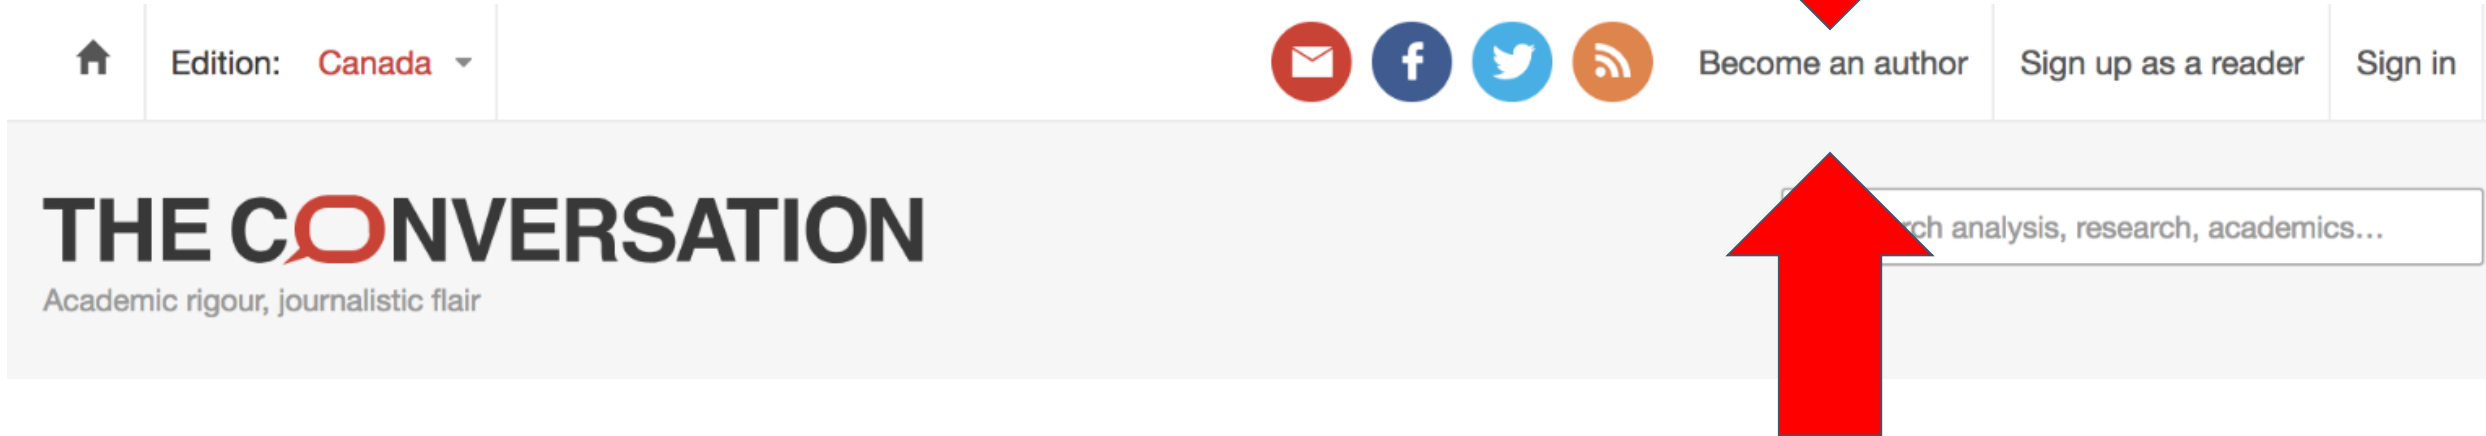 Edition: Canada
Become an author
Sign up as a reader
Sign in
THE CONVERSATION
analysis, research, academics...
Academic rigour, journalistic flair